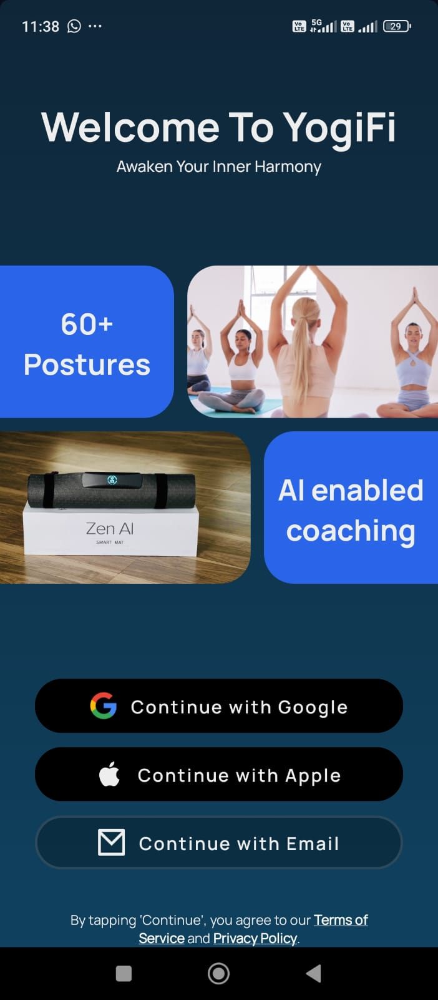 11:38
Vo LTE 5G Vo LTE 29
Welcome To YogiFi
Awaken Your Inner Harmony
60+
Postures
Zen AI
SMART MAT
AI enabled
coaching
Continue with Google
Continue with Apple
Continue with Email
By tapping ‘Continue’, you agree to our Terms of
Service and Privacy Policy.